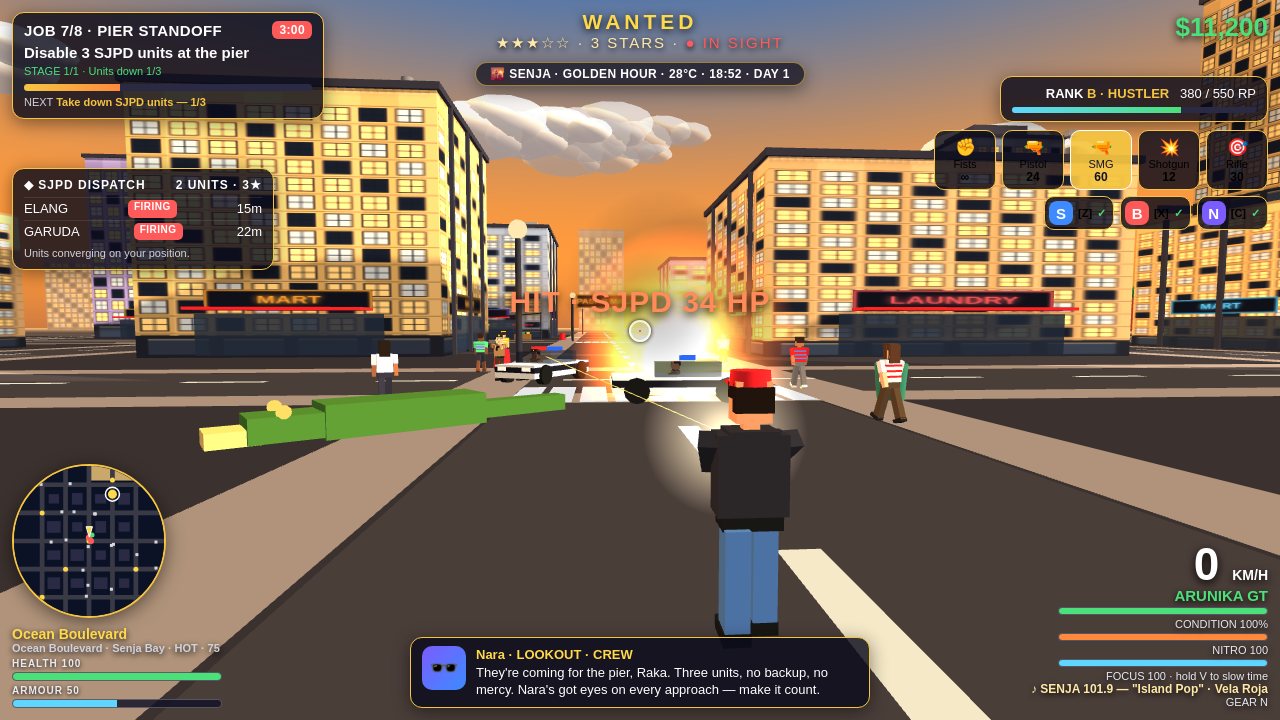 JOB 7/8 · PIER STANDOFF
3:00
Disable 3 SJPD units at the pier
STAGE 1/1 · Units down 1/3
NEXT Take down SJPD units — 1/3
WANTED
★★★☆☆ · 3 STARS · ● IN SIGHT
SENJA · GOLDEN HOUR · 28°C · 18:52 · DAY 1
$11,200
RANK B · HUSTLER 380 / 550 RP
Fists
∞
Pistol
24
SMG
60
Shotgun
12
Rifle
30
S [Z] ✓
B [X] ✓
N [C] ✓
◆ SJPD DISPATCH 2 UNITS · 3★
ELANG FIRING 15m
GARUDA FIRING 22m
Units converging on your position.
HIT · SJPD 34 HP
MART
LAUNDRY
MART
Ocean Boulevard
Ocean Boulevard · Senja Bay · HOT · 75
HEALTH 100
ARMOUR 50
Nara · LOOKOUT · CREW
They're coming for the pier, Raka. Three units, no backup, no
mercy. Nara's got eyes on every approach — make it count.
0 KM/H
ARUNIKA GT
CONDITION 100%
NITRO 100
FOCUS 100 · hold V to slow time
♪ SENJA 101.9 — "Island Pop" · Vela Roja
GEAR N